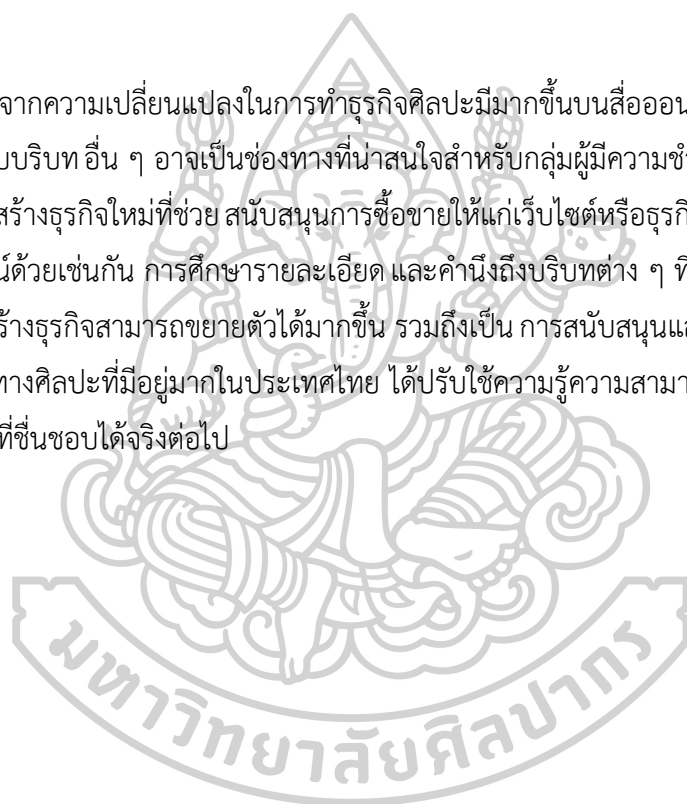 จากความเปลี่ยนแปลงในการทำธุรกิจศิลปะมีมากขึ้นบนสื่อออน
บบริบท อื่น ๆ อาจเป็นช่องทางที่น่าสนใจสำหรับกลุ่มผู้มีความชำ
สร้างธุรกิจใหม่ที่ช่วย สนับสนุนการซื้อขายให้แก่เว็บไซต์หรือธุรกิ
น์ด้วยเช่นกัน การศึกษารายละเอียด และคำนึงถึงบริบทต่าง ๆ ที
ร้างธุรกิจสามารถขยายตัวได้มากขึ้น รวมถึงเป็น การสนับสนุนแล
ทางศิลปะที่มีอยู่มากในประเทศไทย ได้ปรับใช้ความรู้ความสามา
ที่ชื่นชอบได้จริงต่อไป
มหาวิทยาลัยศิลปากร